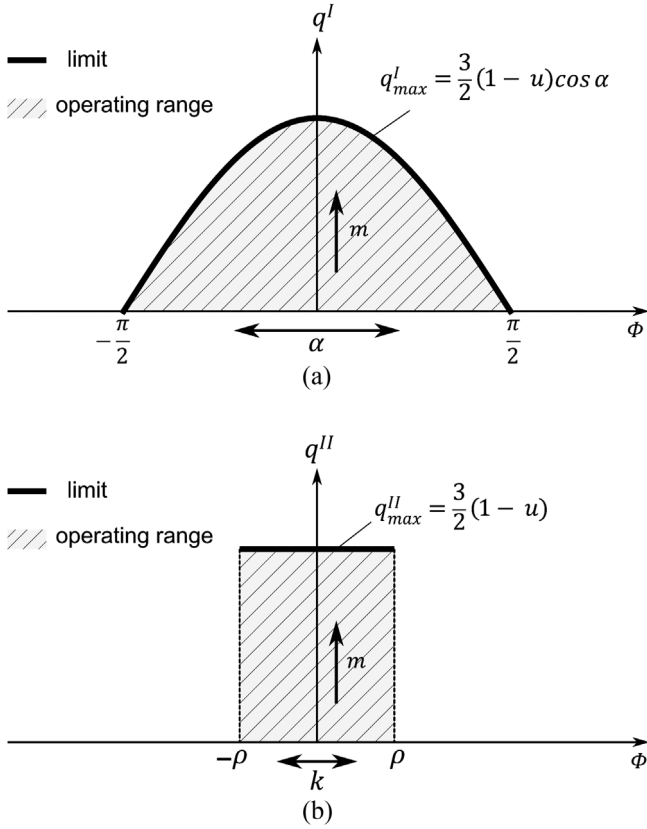 q^I
limit
q^I_max = 3/2 (1 − u)cos α
operating range
m
−π/2
π/2
α
Φ
(a)
q^II
limit
q^II_max = 3/2 (1 − u)
operating range
m
−ρ
ρ
k
Φ
(b)